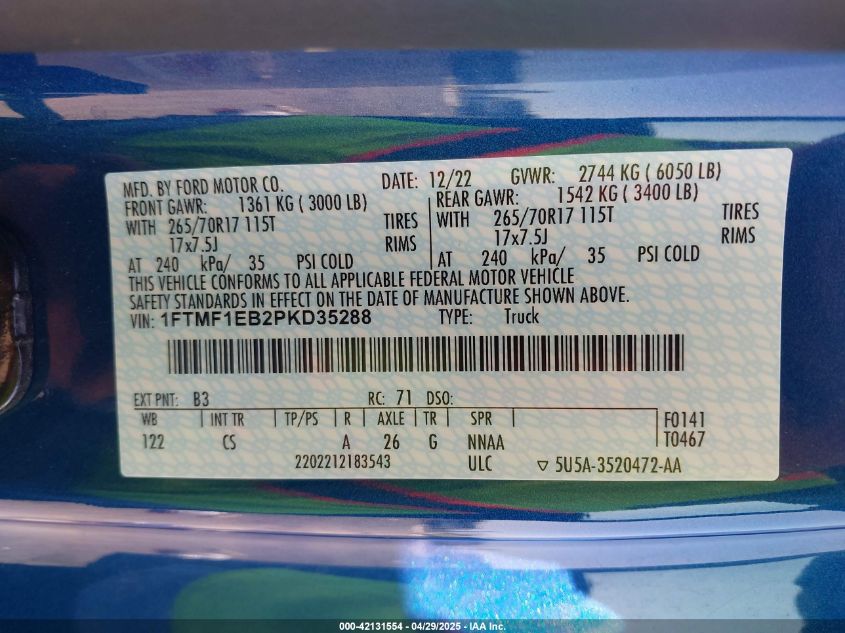 MFD. BY FORD MOTOR CO. DATE: 12/22 GVWR: 2744 KG ( 6050 LB)
FRONT GAWR: 1361 KG ( 3000 LB) REAR GAWR: 1542 KG ( 3400 LB)
WITH 265/70R17 115T TIRES WITH 265/70R17 115T TIRES
17x7.5J RIMS 17x7.5J RIMS
AT 240 kPa/ 35 PSI COLD AT 240 kPa/ 35 PSI COLD
THIS VEHICLE CONFORMS TO ALL APPLICABLE FEDERAL MOTOR VEHICLE
SAFETY STANDARDS IN EFFECT ON THE DATE OF MANUFACTURE SHOWN ABOVE.
VIN: 1FTMF1EB2PKD35288 TYPE: Truck
EXT PNT: B3 RC: 71 DSO:
WB INT TR TP/PS R AXLE TR SPR F0141
122 CS A 26 G NNAA T0467
2202212183543 ULC ▽ 5U5A-3520472-AA
000-42131554 04/29/2025 - IAA Inc.